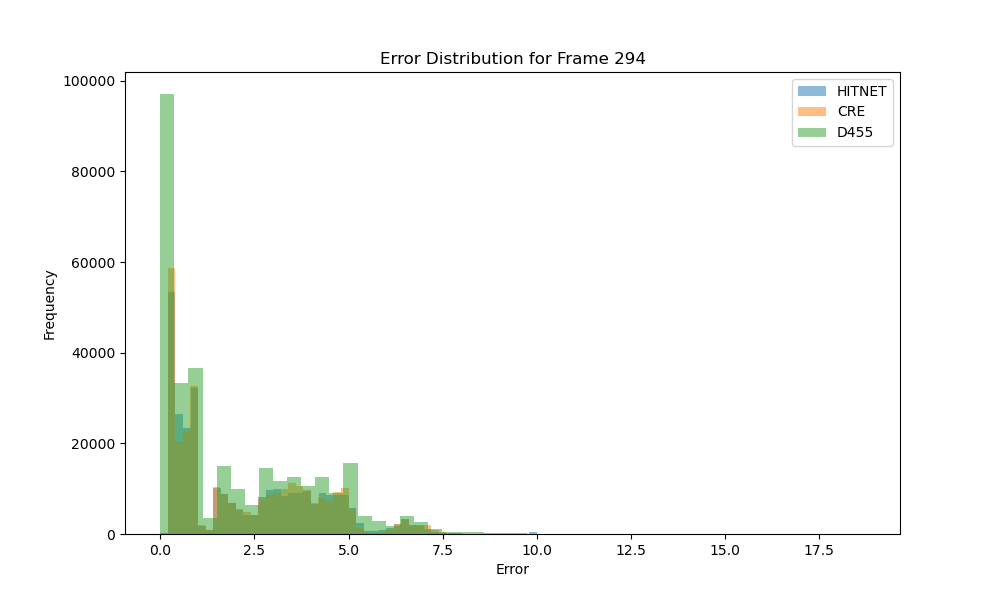 Error Distribution for Frame 294
HITNET
CRE
D455
100000
80000
60000
40000
20000
0
Frequency
0.0 2.5 5.0 7.5 10.0 12.5 15.0 17.5
Error